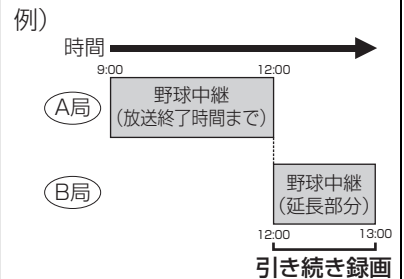 例）
時間
9:00 12:00
A局
野球中継
（放送終了時間まで）
B局
野球中継
（延長部分）
12:00 13:00
引き続き録画